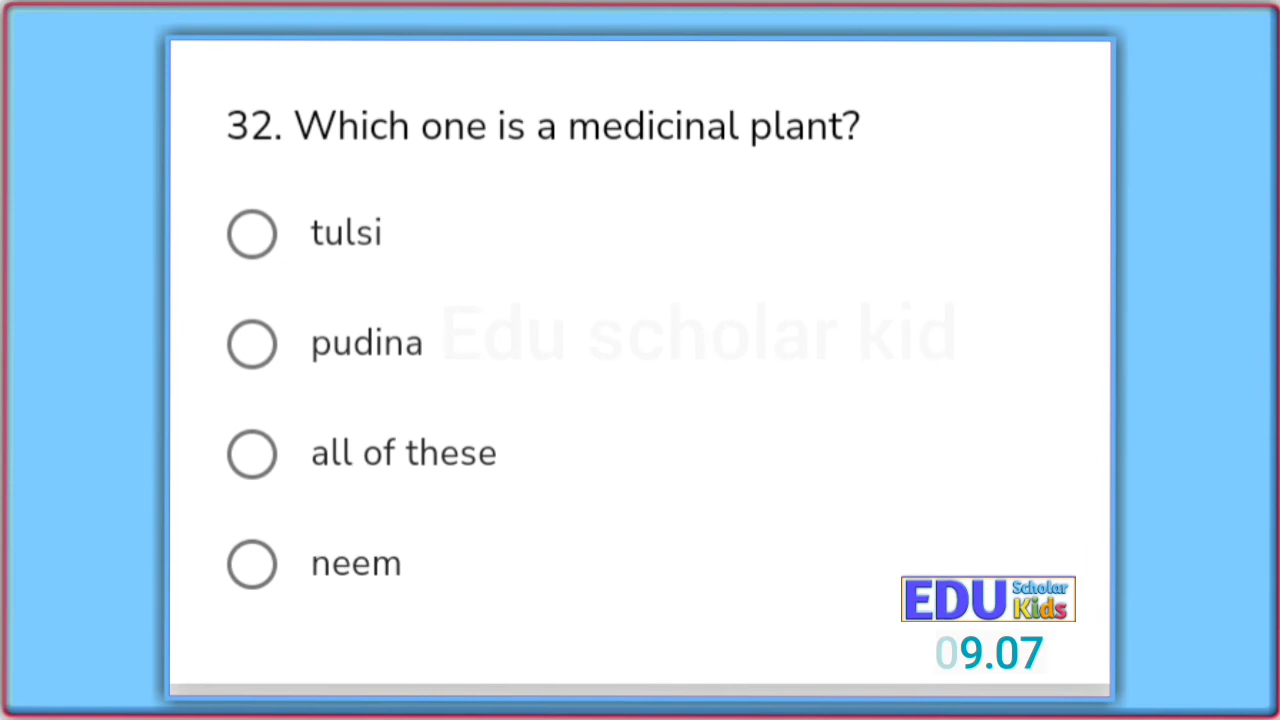 32. Which one is a medicinal plant?
tulsi
pudina
Edu scholar kid
all of these
neem
EDU Scholar Kids
09.07